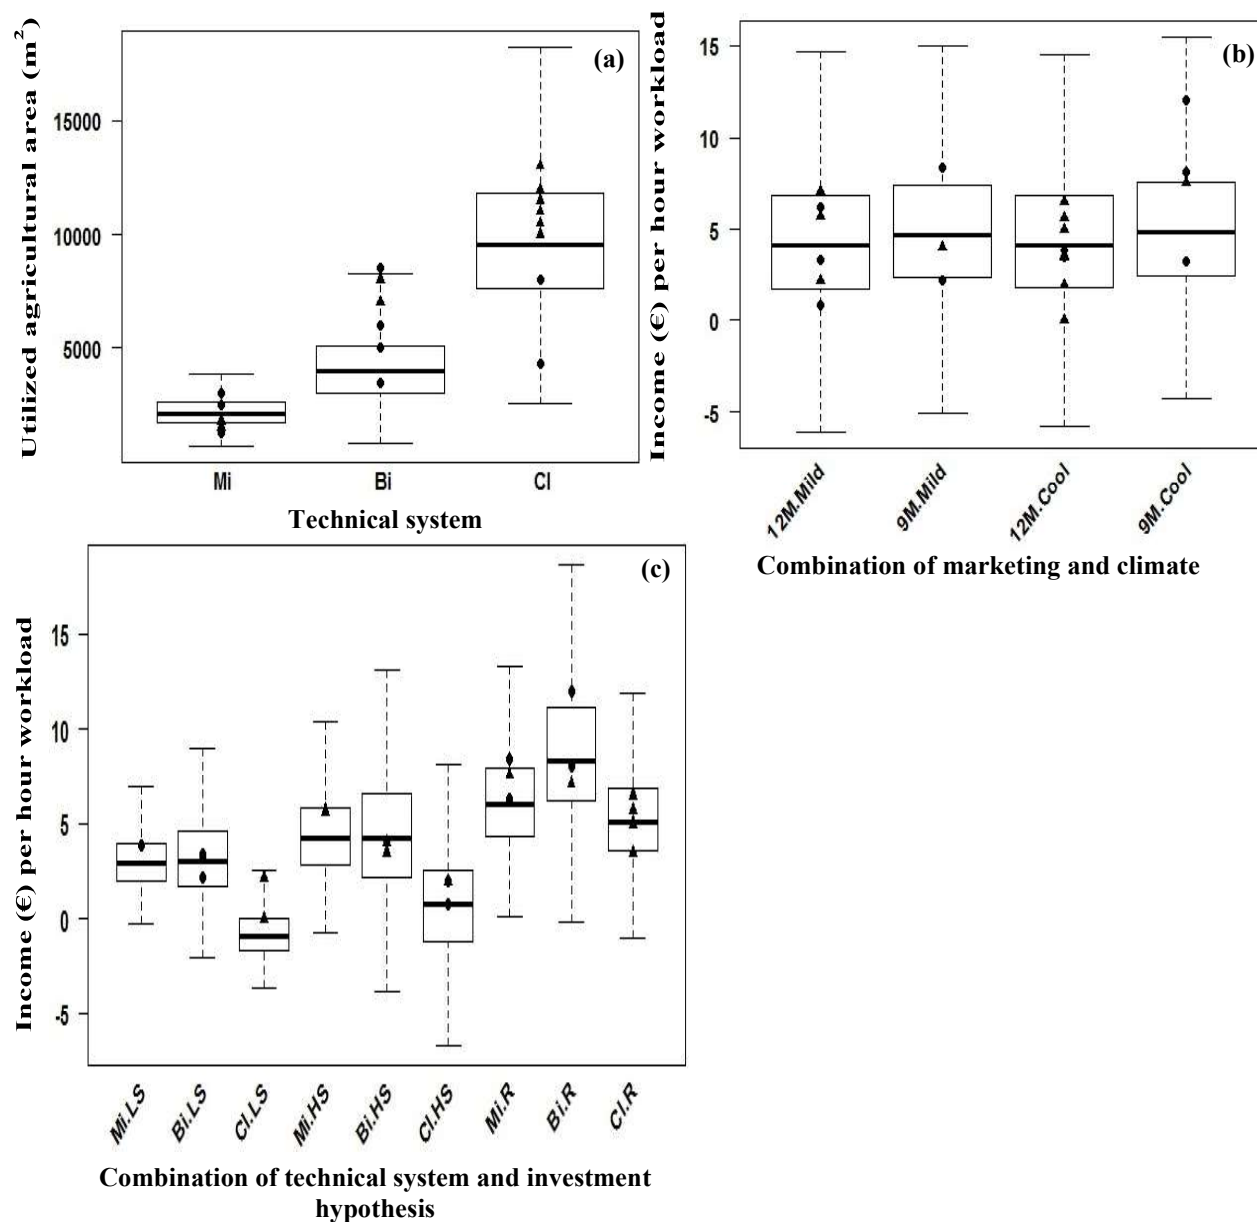 Utilized agricultural area (m²)
(a)
15000
10000
5000
Mi Bi Cl
Technical system
Income (€) per hour workload
(b)
15
10
5
0
-5
12M.Mild 9M.Mild 12M.Cool 9M.Cool
Combination of marketing and climate
Income (€) per hour workload
(c)
15
10
5
0
-5
Mi.LS Bi.LS Cl.LS Mi.HS Bi.HS Cl.HS Mi.R Bi.R Cl.R
Combination of technical system and investment
hypothesis